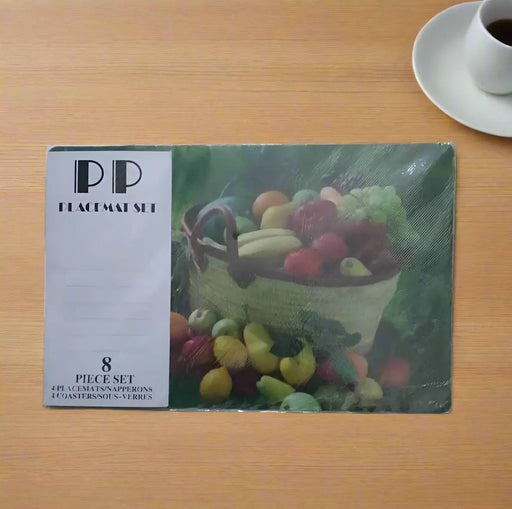 PP
PLACEMAT SET
8
PIECE SET
4 PLACEMATS/NAPPERONS
4 COASTERS/SOUS-VERRES